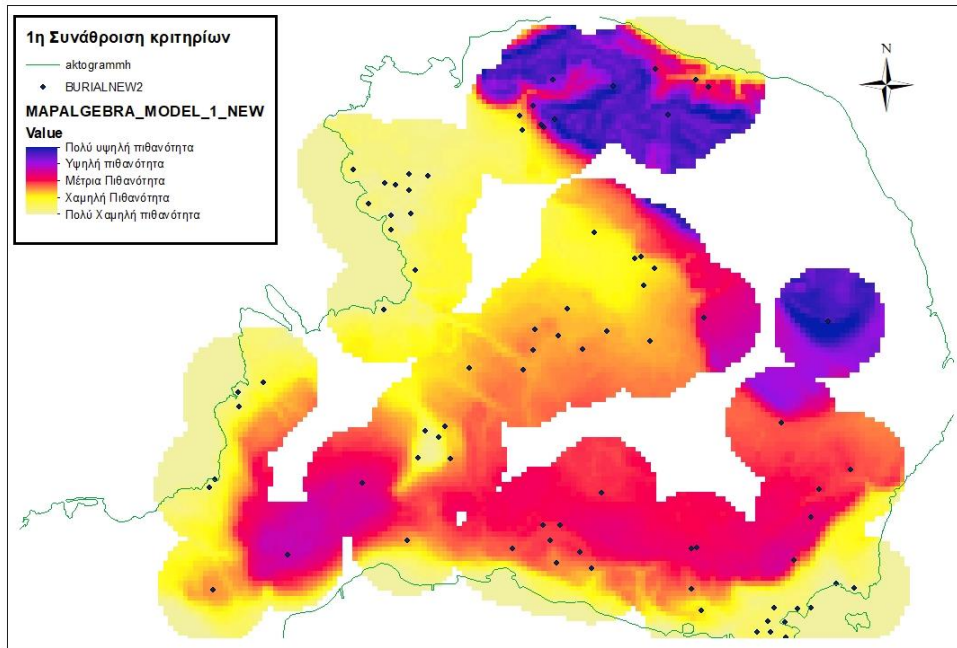 1η Συνάθροιση κριτηρίων
aktogrammh
BURIALNEW2
MAPALGEBRA_MODEL_1_NEW
Value
Πολύ υψηλή πιθανότητα
Υψηλή πιθανότητα
Μέτρια Πιθανότητα
Χαμηλή Πιθανότητα
Πολύ Χαμηλή πιθανότητα
N